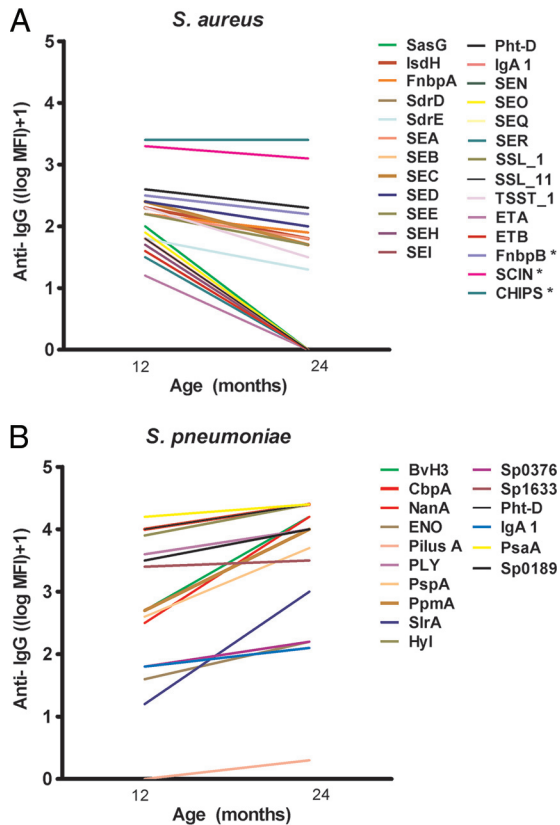 A
S. aureus
Anti- IgG ((log MFI)+1)
5
4
3
2
1
0
12
24
Age (months)
SasG
IsdH
FnbpA
SdrD
SdrE
SEA
SEB
SEC
SED
SEE
SEH
SEI
Pht-D
IgA 1
SEN
SEO
SEQ
SER
SSL_1
SSL_11
TSST_1
ETA
ETB
FnbpB *
SCIN *
CHIPS *
B
S. pneumoniae
Anti- IgG ((log MFI)+1)
5
4
3
2
1
0
12
24
Age (months)
BvH3
CbpA
NanA
ENO
Pilus A
PLY
PspA
PpmA
SlrA
Hyl
Sp0376
Sp1633
Pht-D
IgA 1
PsaA
Sp0189